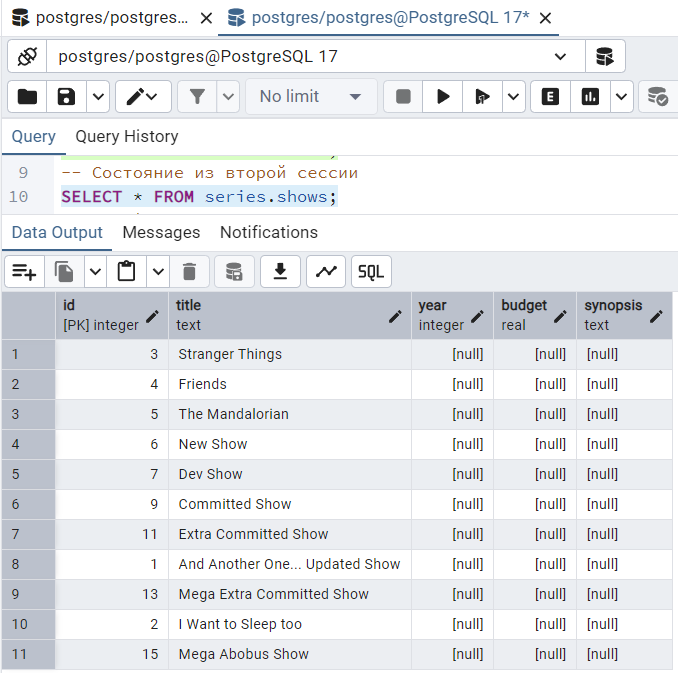 postgres/postgres... postgres/postgres@PostgreSQL 17*
postgres/postgres@PostgreSQL 17
No limit E
Query Query History
9 -- Состояние из второй сессии
10 SELECT * FROM series.shows;
Data Output Messages Notifications
SQL
id title year budget synopsis
[PK] integer text integer real text
1 3 Stranger Things [null] [null] [null]
2 4 Friends [null] [null] [null]
3 5 The Mandalorian [null] [null] [null]
4 6 New Show [null] [null] [null]
5 7 Dev Show [null] [null] [null]
6 9 Committed Show [null] [null] [null]
7 11 Extra Committed Show [null] [null] [null]
8 1 And Another One... Updated Show [null] [null] [null]
9 13 Mega Extra Committed Show [null] [null] [null]
10 2 I Want to Sleep too [null] [null] [null]
11 15 Mega Abobus Show [null] [null] [null]